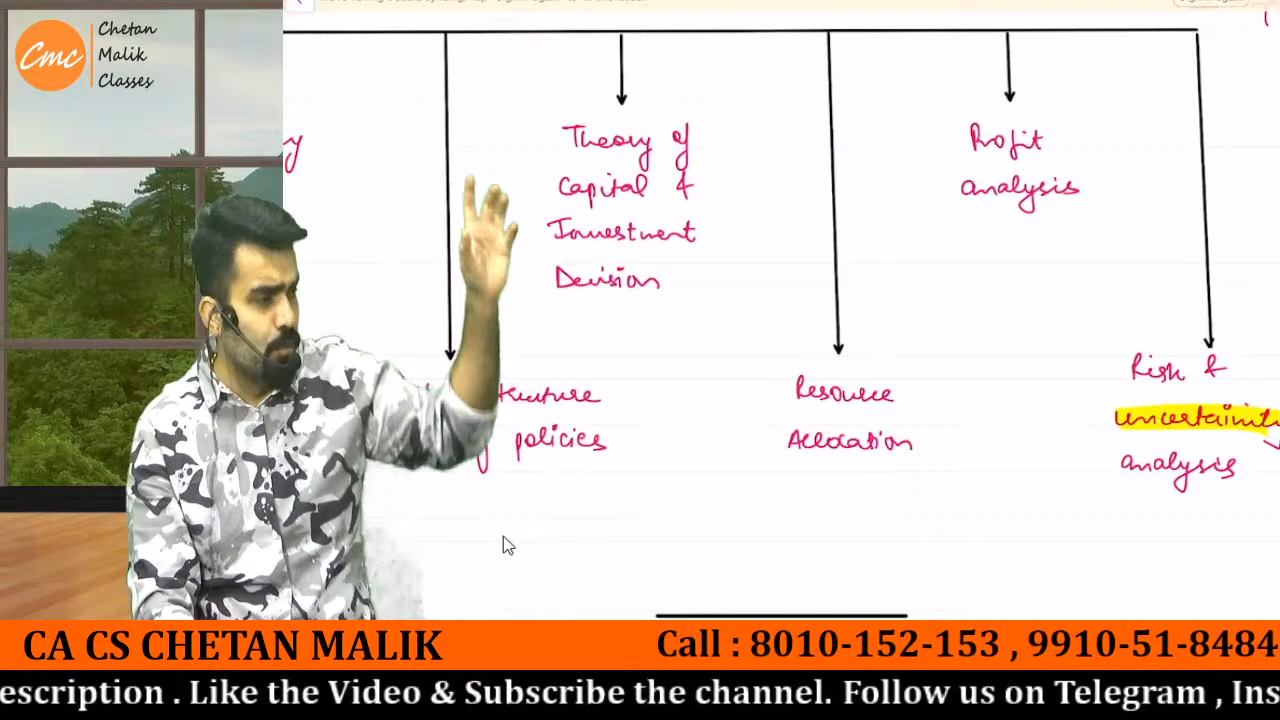 Cmc
Chetan
Malik
Classes
Theory of
Capital &
Investment
Decision
Profit
analysis
policies
Resource
Allocation
Risk &
analysis
CA CS CHETAN MALIK
Call : 8010-152-153 , 9910-51-8484
escription . Like the Video & Subscribe the channel. Follow us on Telegram , Ins